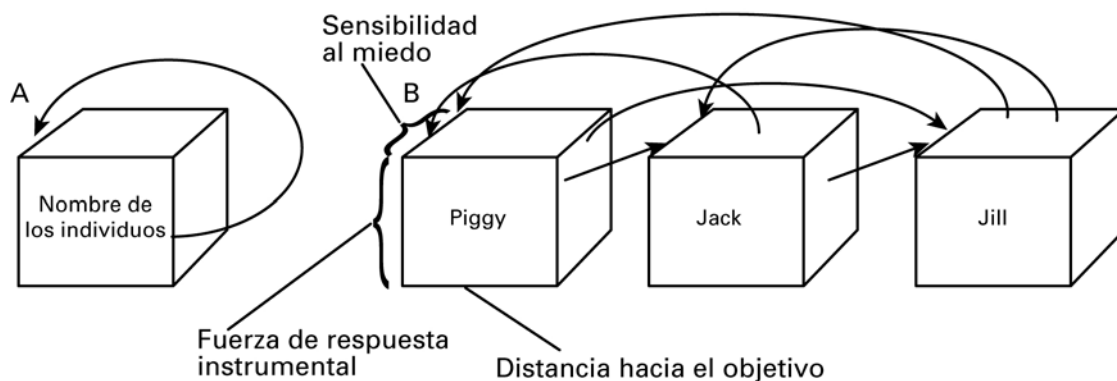 Sensibilidad
al miedo
A
B
Nombre de
los individuos
Piggy
Jack
Jill
Fuerza de respuesta
instrumental
Distancia hacia el objetivo